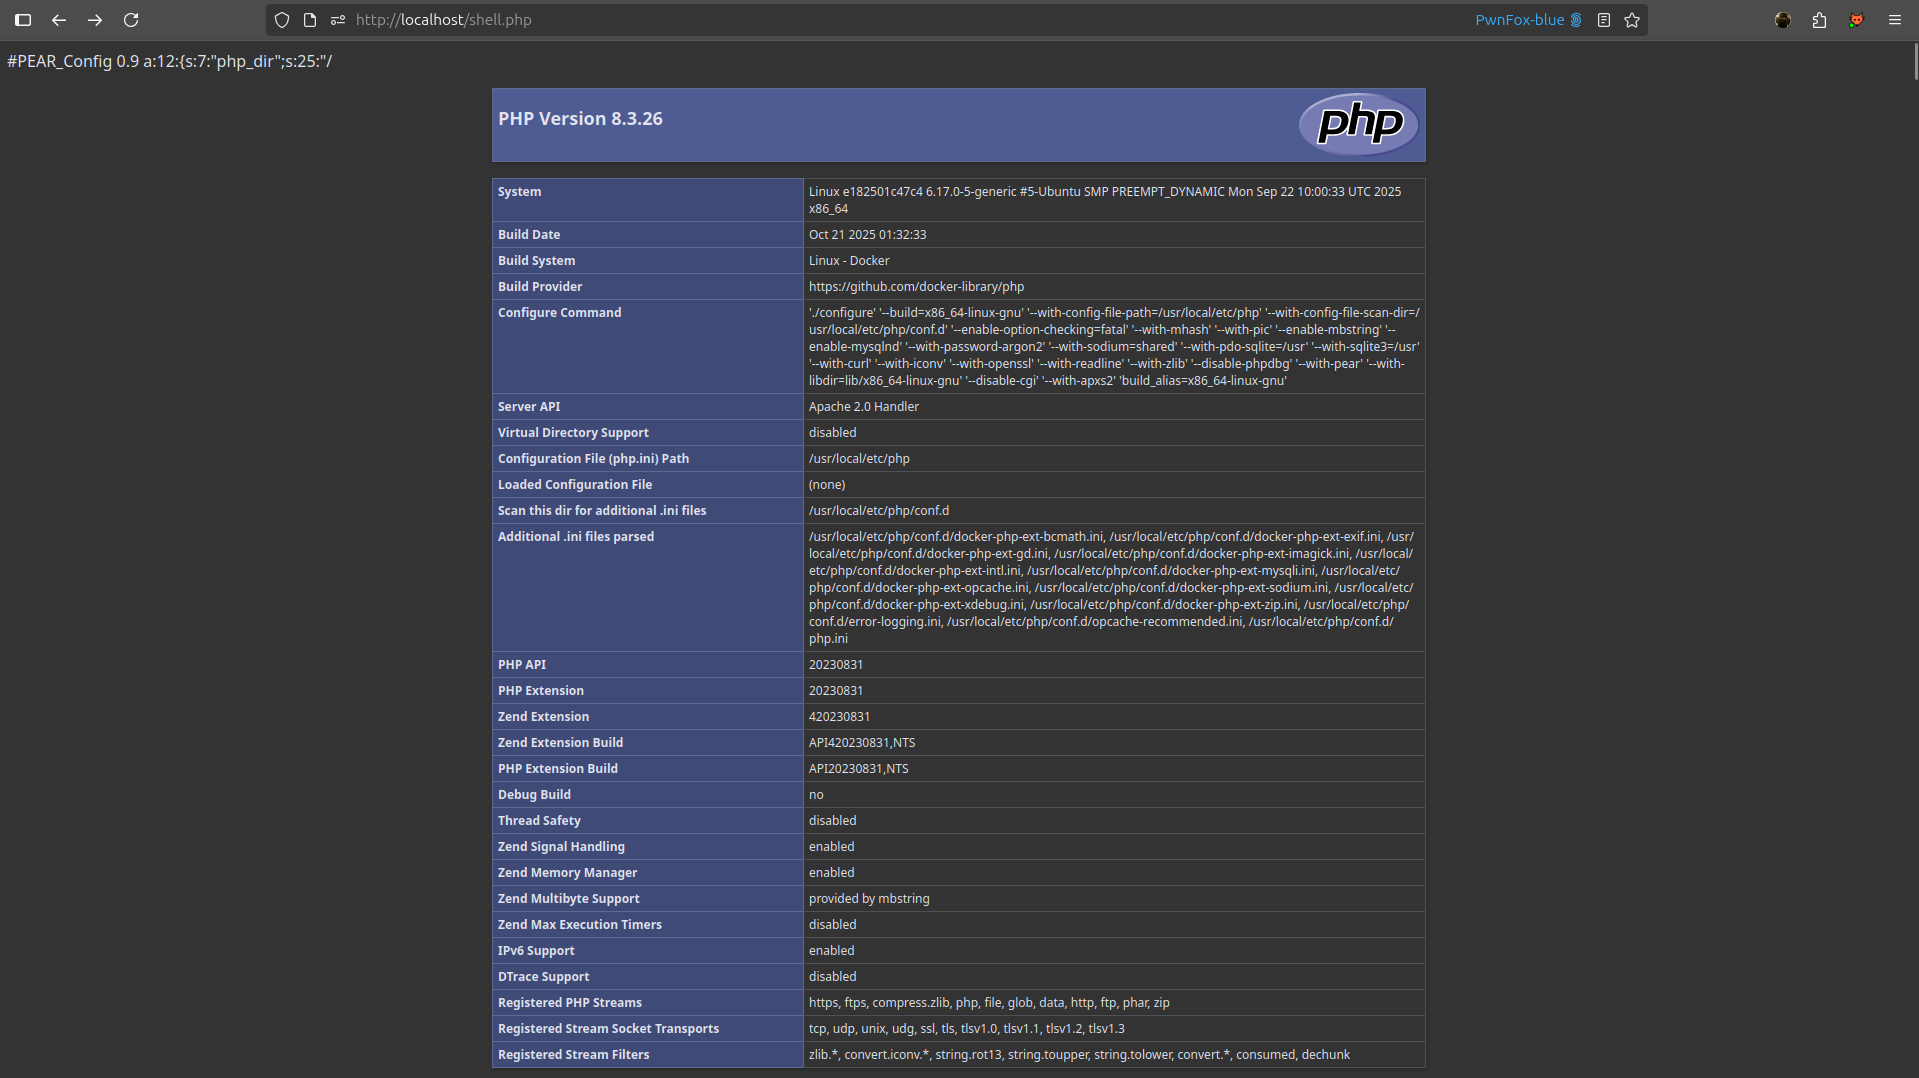 http://localhost/shell.php
PwnFox-blue
#PEAR_Config 0.9 a:12:{s:7:"php_dir";s:25:"/
PHP Version 8.3.26
php
System
Linux e182501c47c4 6.17.0-5-generic #5-Ubuntu SMP PREEMPT_DYNAMIC Mon Sep 22 10:00:33 UTC 2025
x86_64
Build Date
Oct 21 2025 01:32:33
Build System
Linux - Docker
Build Provider
https://github.com/docker-library/php
Configure Command
'./configure' '--build=x86_64-linux-gnu' '--with-config-file-path=/usr/local/etc/php' '--with-config-file-scan-dir=/
usr/local/etc/php/conf.d' '--enable-option-checking=fatal' '--with-mhash' '--with-pic' '--enable-mbstring' '--
enable-mysqlnd' '--with-password-argon2' '--with-sodium=shared' '--with-pdo-sqlite=/usr' '--with-sqlite3=/usr'
'--with-curl' '--with-iconv' '--with-openssl' '--with-readline' '--with-zlib' '--disable-phpdbg' '--with-pear' '--with-
libdir=lib/x86_64-linux-gnu' '--disable-cgi' '--with-apxs2' 'build_alias=x86_64-linux-gnu'
Server API
Apache 2.0 Handler
Virtual Directory Support
disabled
Configuration File (php.ini) Path
/usr/local/etc/php
Loaded Configuration File
(none)
Scan this dir for additional .ini files
/usr/local/etc/php/conf.d
Additional .ini files parsed
/usr/local/etc/php/conf.d/docker-php-ext-bcmath.ini, /usr/local/etc/php/conf.d/docker-php-ext-exif.ini, /usr/
local/etc/php/conf.d/docker-php-ext-gd.ini, /usr/local/etc/php/conf.d/docker-php-ext-imagick.ini, /usr/local/
etc/php/conf.d/docker-php-ext-intl.ini, /usr/local/etc/php/conf.d/docker-php-ext-mysqli.ini, /usr/local/etc/
php/conf.d/docker-php-ext-opcache.ini, /usr/local/etc/php/conf.d/docker-php-ext-sodium.ini, /usr/local/etc/
php/conf.d/docker-php-ext-xdebug.ini, /usr/local/etc/php/conf.d/docker-php-ext-zip.ini, /usr/local/etc/php/
conf.d/error-logging.ini, /usr/local/etc/php/conf.d/opcache-recommended.ini, /usr/local/etc/php/conf.d/
php.ini
PHP API
20230831
PHP Extension
20230831
Zend Extension
420230831
Zend Extension Build
API420230831,NTS
PHP Extension Build
API20230831,NTS
Debug Build
no
Thread Safety
disabled
Zend Signal Handling
enabled
Zend Memory Manager
enabled
Zend Multibyte Support
provided by mbstring
Zend Max Execution Timers
disabled
IPv6 Support
enabled
DTrace Support
disabled
Registered PHP Streams
https, ftps, compress.zlib, php, file, glob, data, http, ftp, phar, zip
Registered Stream Socket Transports
tcp, udp, unix, udg, ssl, tls, tlsv1.0, tlsv1.1, tlsv1.2, tlsv1.3
Registered Stream Filters
zlib.*, convert.iconv.*, string.rot13, string.toupper, string.tolower, convert.*, consumed, dechunk